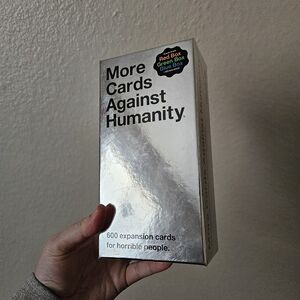 Red Box
Green Box
Blue Box
More
Cards
Against
Humanity
600 expansion cards
for horrible people.